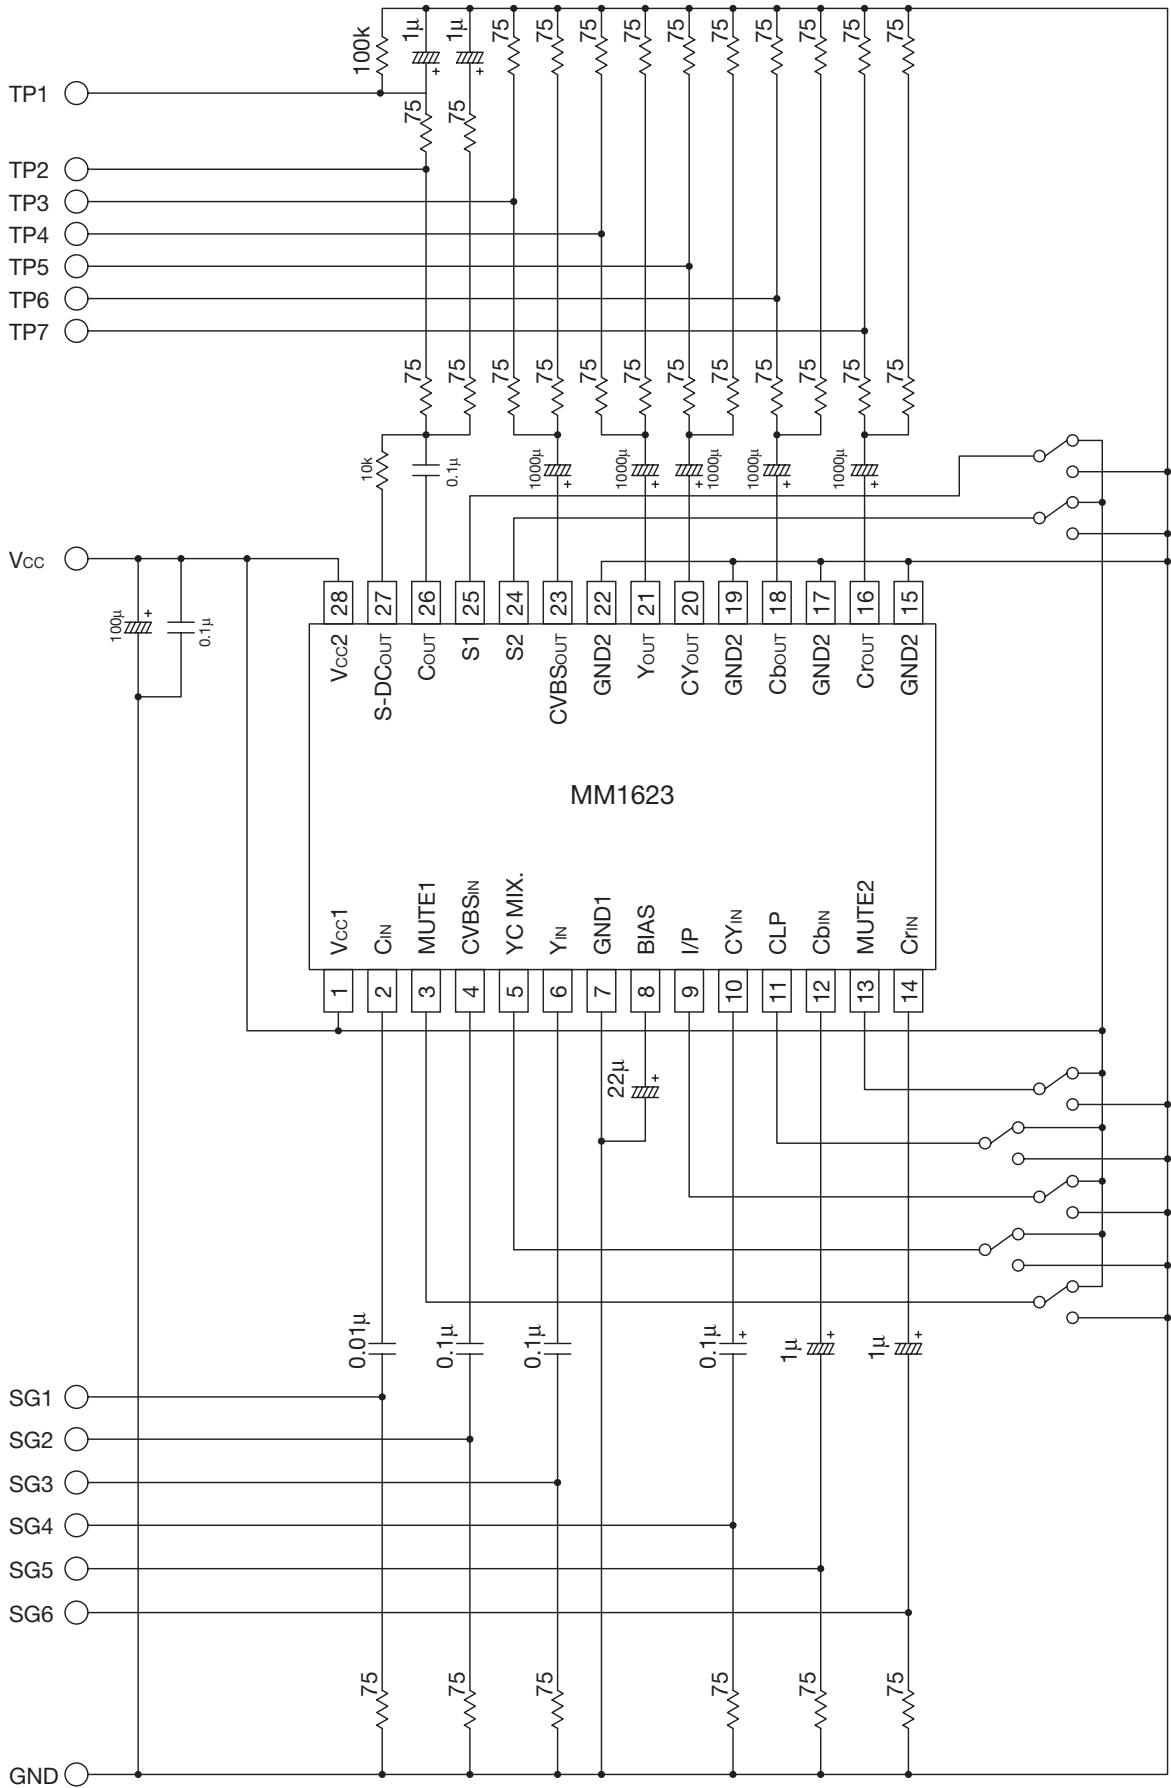 100k
1μ
1μ
75
75
75
75
75
75
75
75
75
75
TP1
75
75
TP2
TP3
TP4
TP5
TP6
TP7
75
75
75
75
75
75
75
75
75
75
75
75
10k
0.1μ
1000μ
+
1000μ
+
1000μ
+
1000μ
+
1000μ
+
VCC
100μ
+
0.1μ
28
27
26
25
24
23
22
21
20
19
18
17
16
15
VCC2
S-DCOUT
COUT
S1
S2
CVBSOUT
GND2
YOUT
CYOUT
GND2
CbOUT
GND2
CrOUT
GND2
MM1623
VCC1
CIN
MUTE1
CVBSIN
YC MIX.
YIN
GND1
BIAS
I/P
CYIN
CLP
CbIN
MUTE2
CrIN
1
2
3
4
5
6
7
8
9
10
11
12
13
14
22μ
+
0.01μ
0.1μ
0.1μ
0.1μ
+
1μ
+
1μ
+
SG1
SG2
SG3
SG4
SG5
SG6
75
75
75
75
75
75
GND